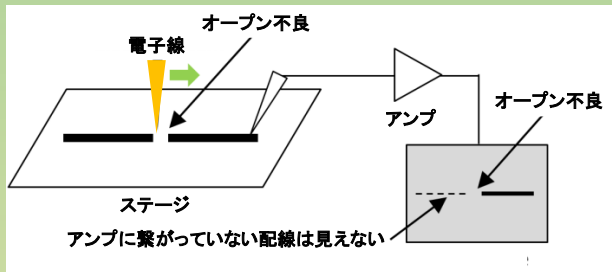 オープン不良
電子線
オープン不良
アンプ
ステージ
アンプに繋がっていない配線は見えない